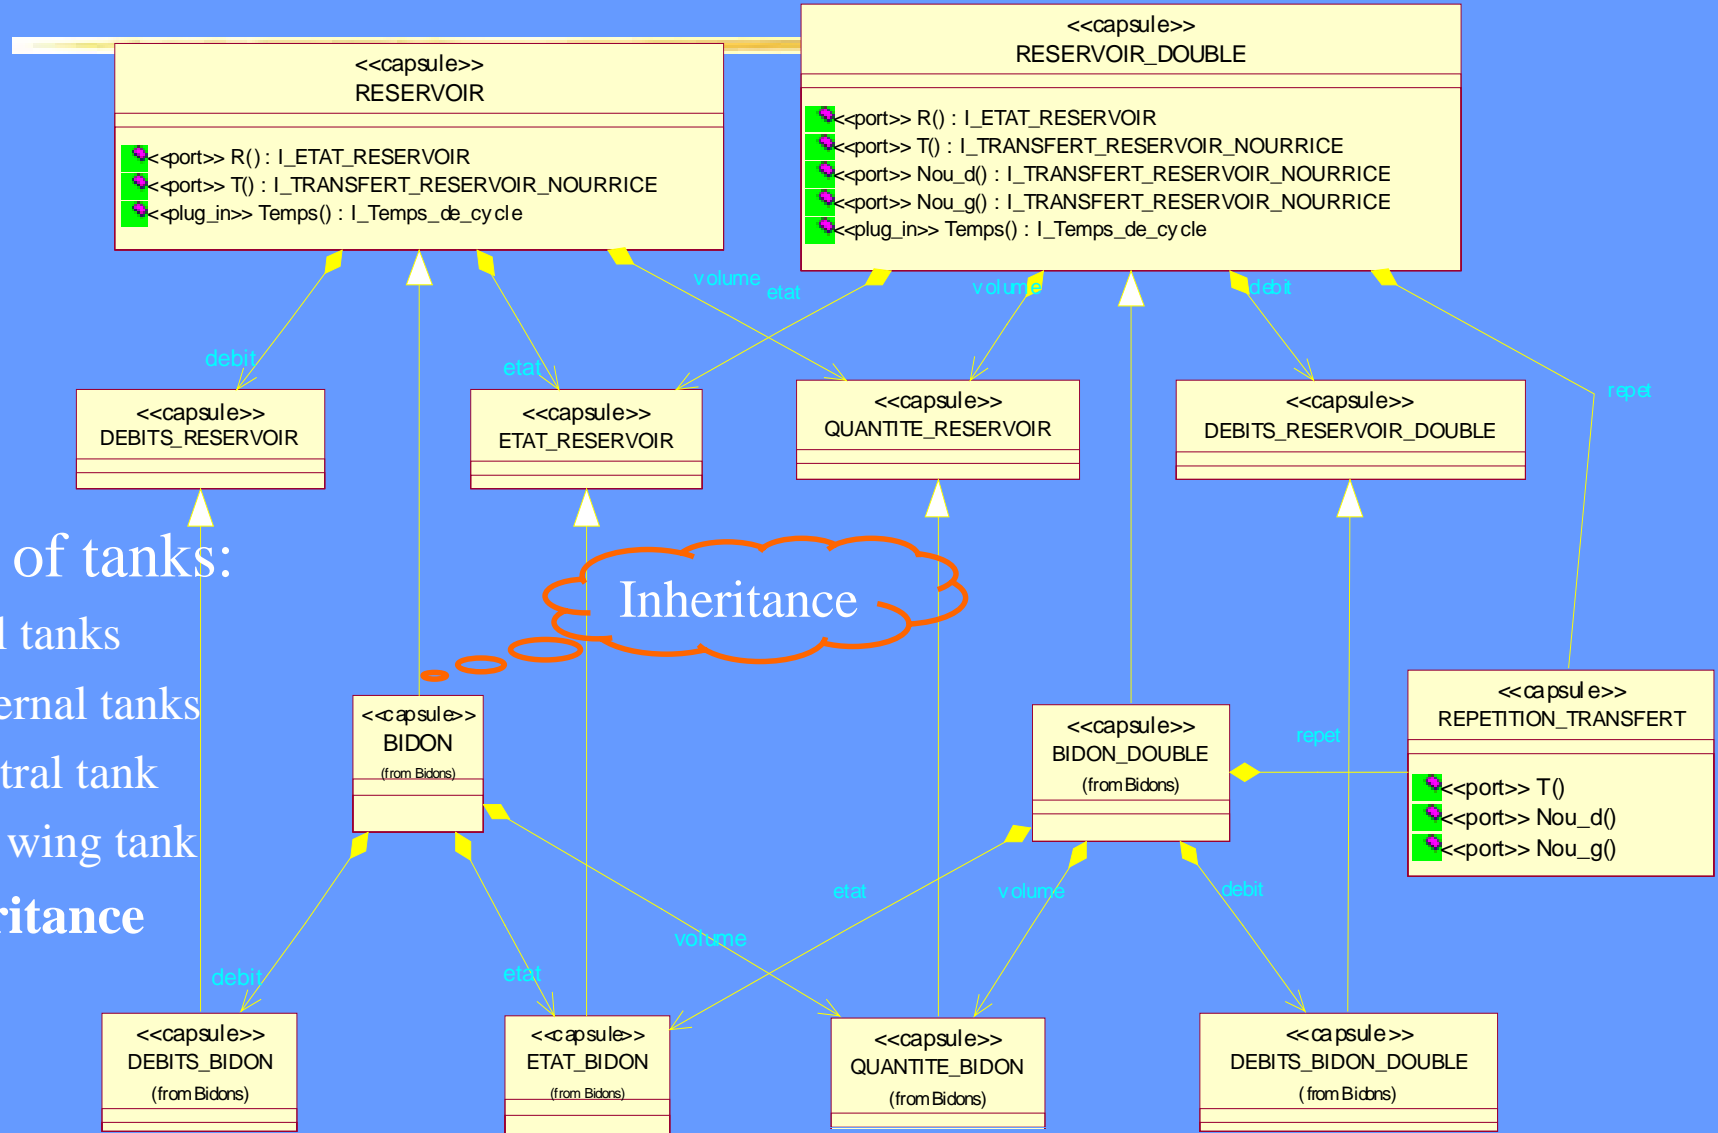 <<capsule>>
RESERVOIR
<<port>> R() : I_ETAT_RESERVOIR
<<port>> T() : I_TRANSFERT_RESERVOIR_NOURRICE
<<plug_in>> Temps() : I_Temps_de_cycle
<<capsule>>
RESERVOIR_DOUBLE
<<port>> R() : I_ETAT_RESERVOIR
<<port>> T() : I_TRANSFERT_RESERVOIR_NOURRICE
<<port>> Nou_d() : I_TRANSFERT_RESERVOIR_NOURRICE
<<port>> Nou_g() : I_TRANSFERT_RESERVOIR_NOURRICE
<<plug_in>> Temps() : I_Temps_de_cycle
volume
etat
volume
debit
debit
etat
repet
<<capsule>>
DEBITS_RESERVOIR
<<capsule>>
ETAT_RESERVOIR
<<capsule>>
QUANTITE_RESERVOIR
<<capsule>>
DEBITS_RESERVOIR_DOUBLE
of tanks:
l tanks
ernal tanks
tral tank
wing tank
ritance
Inheritance
<<capsule>>
BIDON
(from Bidons)
<<capsule>>
BIDON_DOUBLE
(from Bidons)
repet
<<capsule>>
REPETITION_TRANSFERT
<<port>> T()
<<port>> Nou_d()
<<port>> Nou_g()
etat
volume
debit
volume
debit
etat
<<capsule>>
DEBITS_BIDON
(from Bidons)
<<capsule>>
ETAT_BIDON
(from Bidons)
<<capsule>>
QUANTITE_BIDON
(from Bidons)
<<capsule>>
DEBITS_BIDON_DOUBLE
(from Bidons)